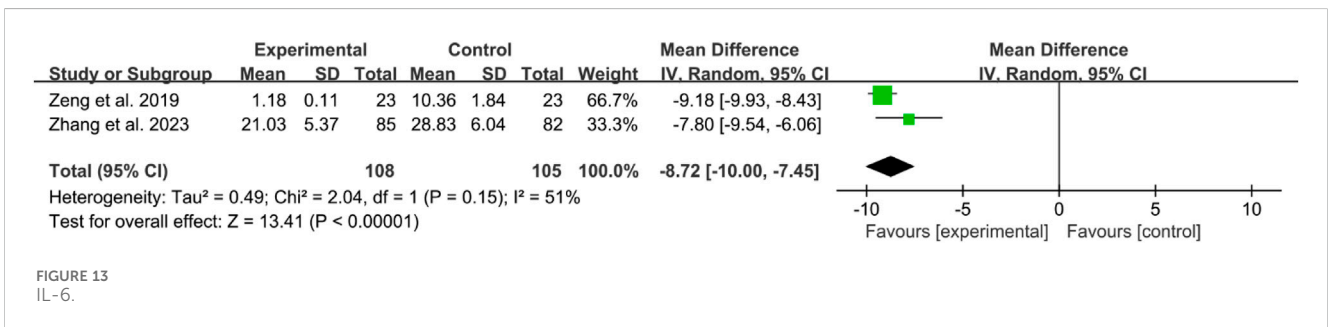 Experimental Control Mean Difference Mean Difference
Study or Subgroup Mean SD Total Mean SD Total Weight IV. Random. 95% CI IV. Random. 95% CI
Zeng et al. 2019 1.18 0.11 23 10.36 1.84 23 66.7% -9.18 [-9.93, -8.43]
Zhang et al. 2023 21.03 5.37 85 28.83 6.04 82 33.3% -7.80 [-9.54, -6.06]
Total (95% CI) 108 105 100.0% -8.72 [-10.00, -7.45]
Heterogeneity: Tau² = 0.49; Chi² = 2.04, df = 1 (P = 0.15); I² = 51%
Test for overall effect: Z = 13.41 (P < 0.00001)
-10 -5 0 5 10
Favours [experimental] Favours [control]
FIGURE 13
IL-6.